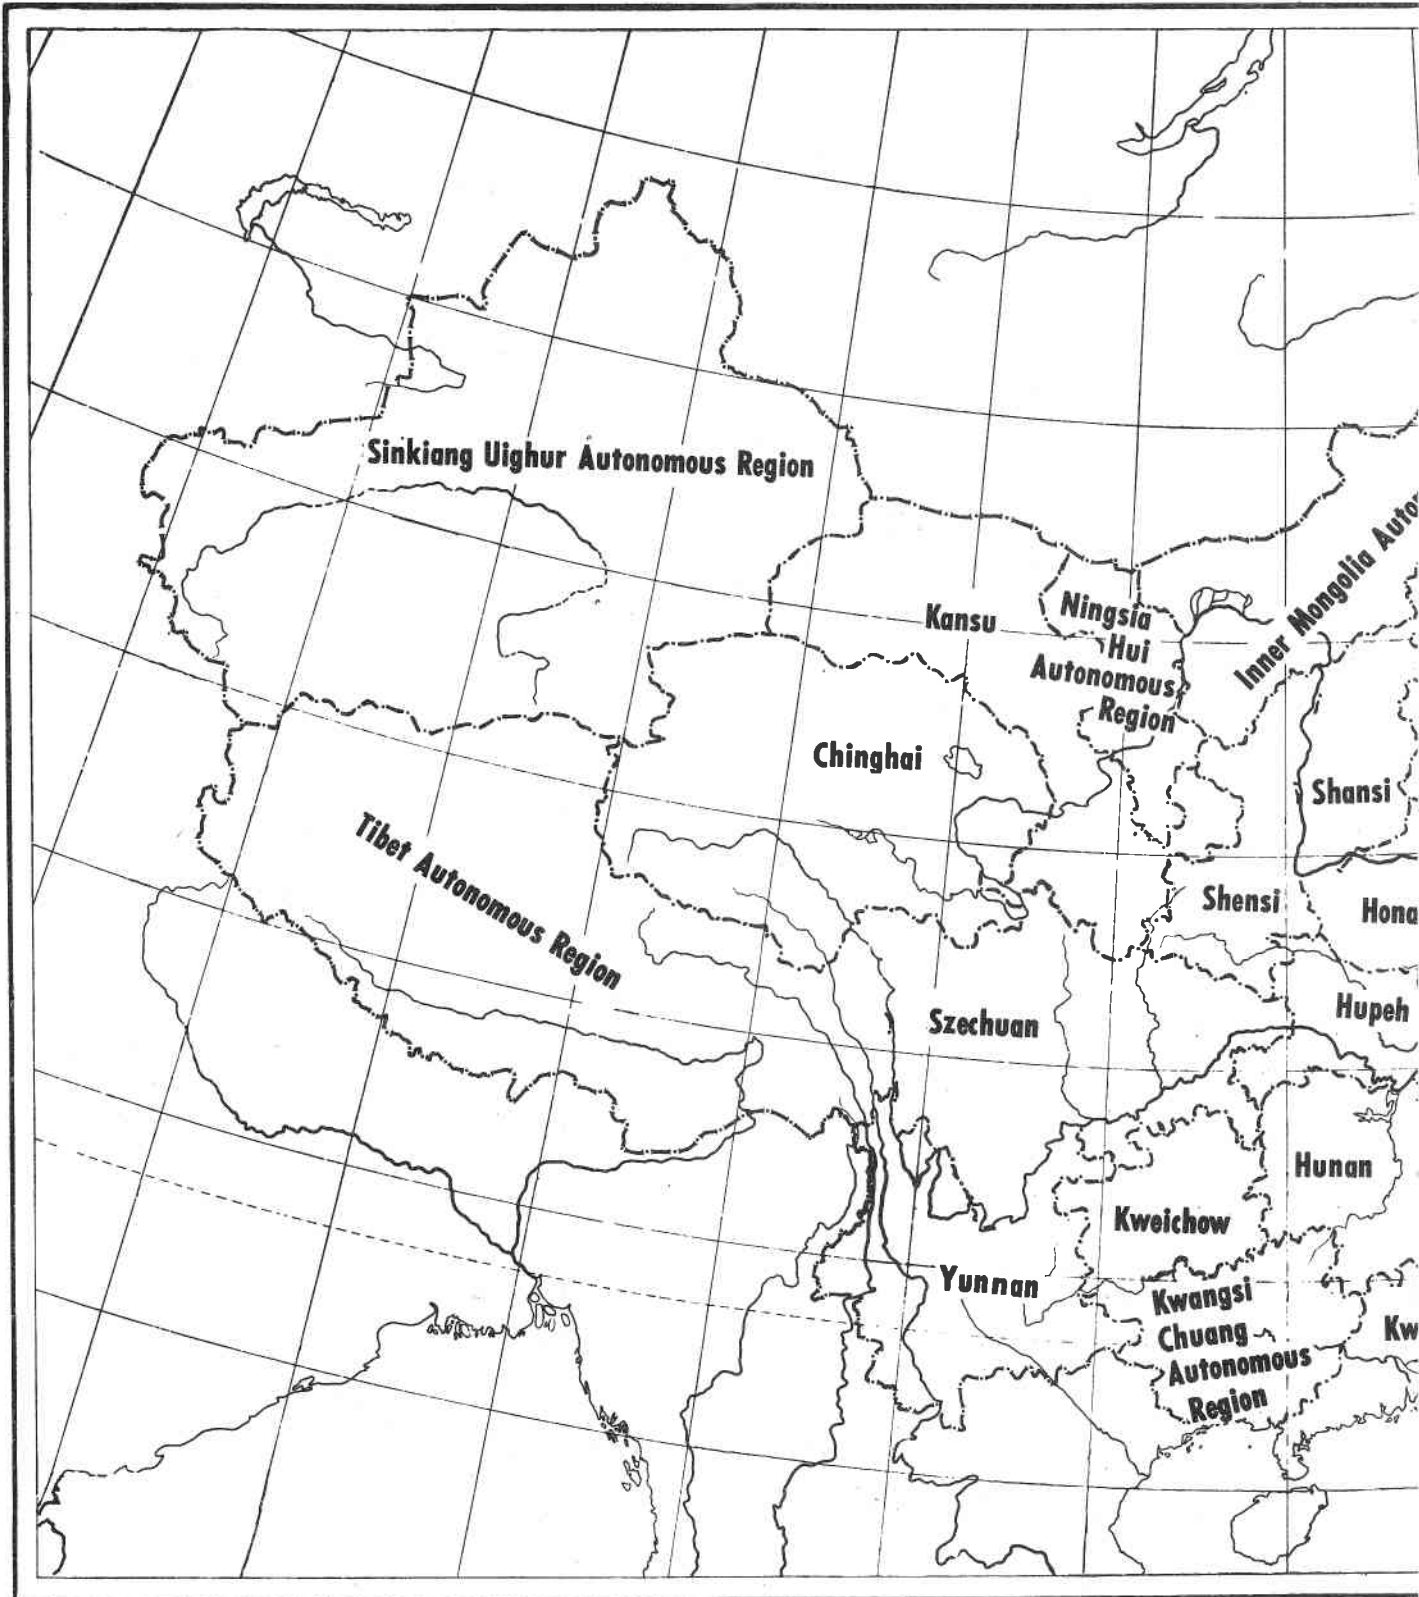 Sinkiang Uighur Autonomous Region
Kansu
Ningsia
Hui
Autonomous
Region
Inner Mongolia Auto
Chinghai
Shansi
Tibet Autonomous Region
Shensi
Hona
Szechuan
Hupeh
Hunan
Kweichow
Yunnan
Kwangsi
Chuang
Autonomous
Region
Kw